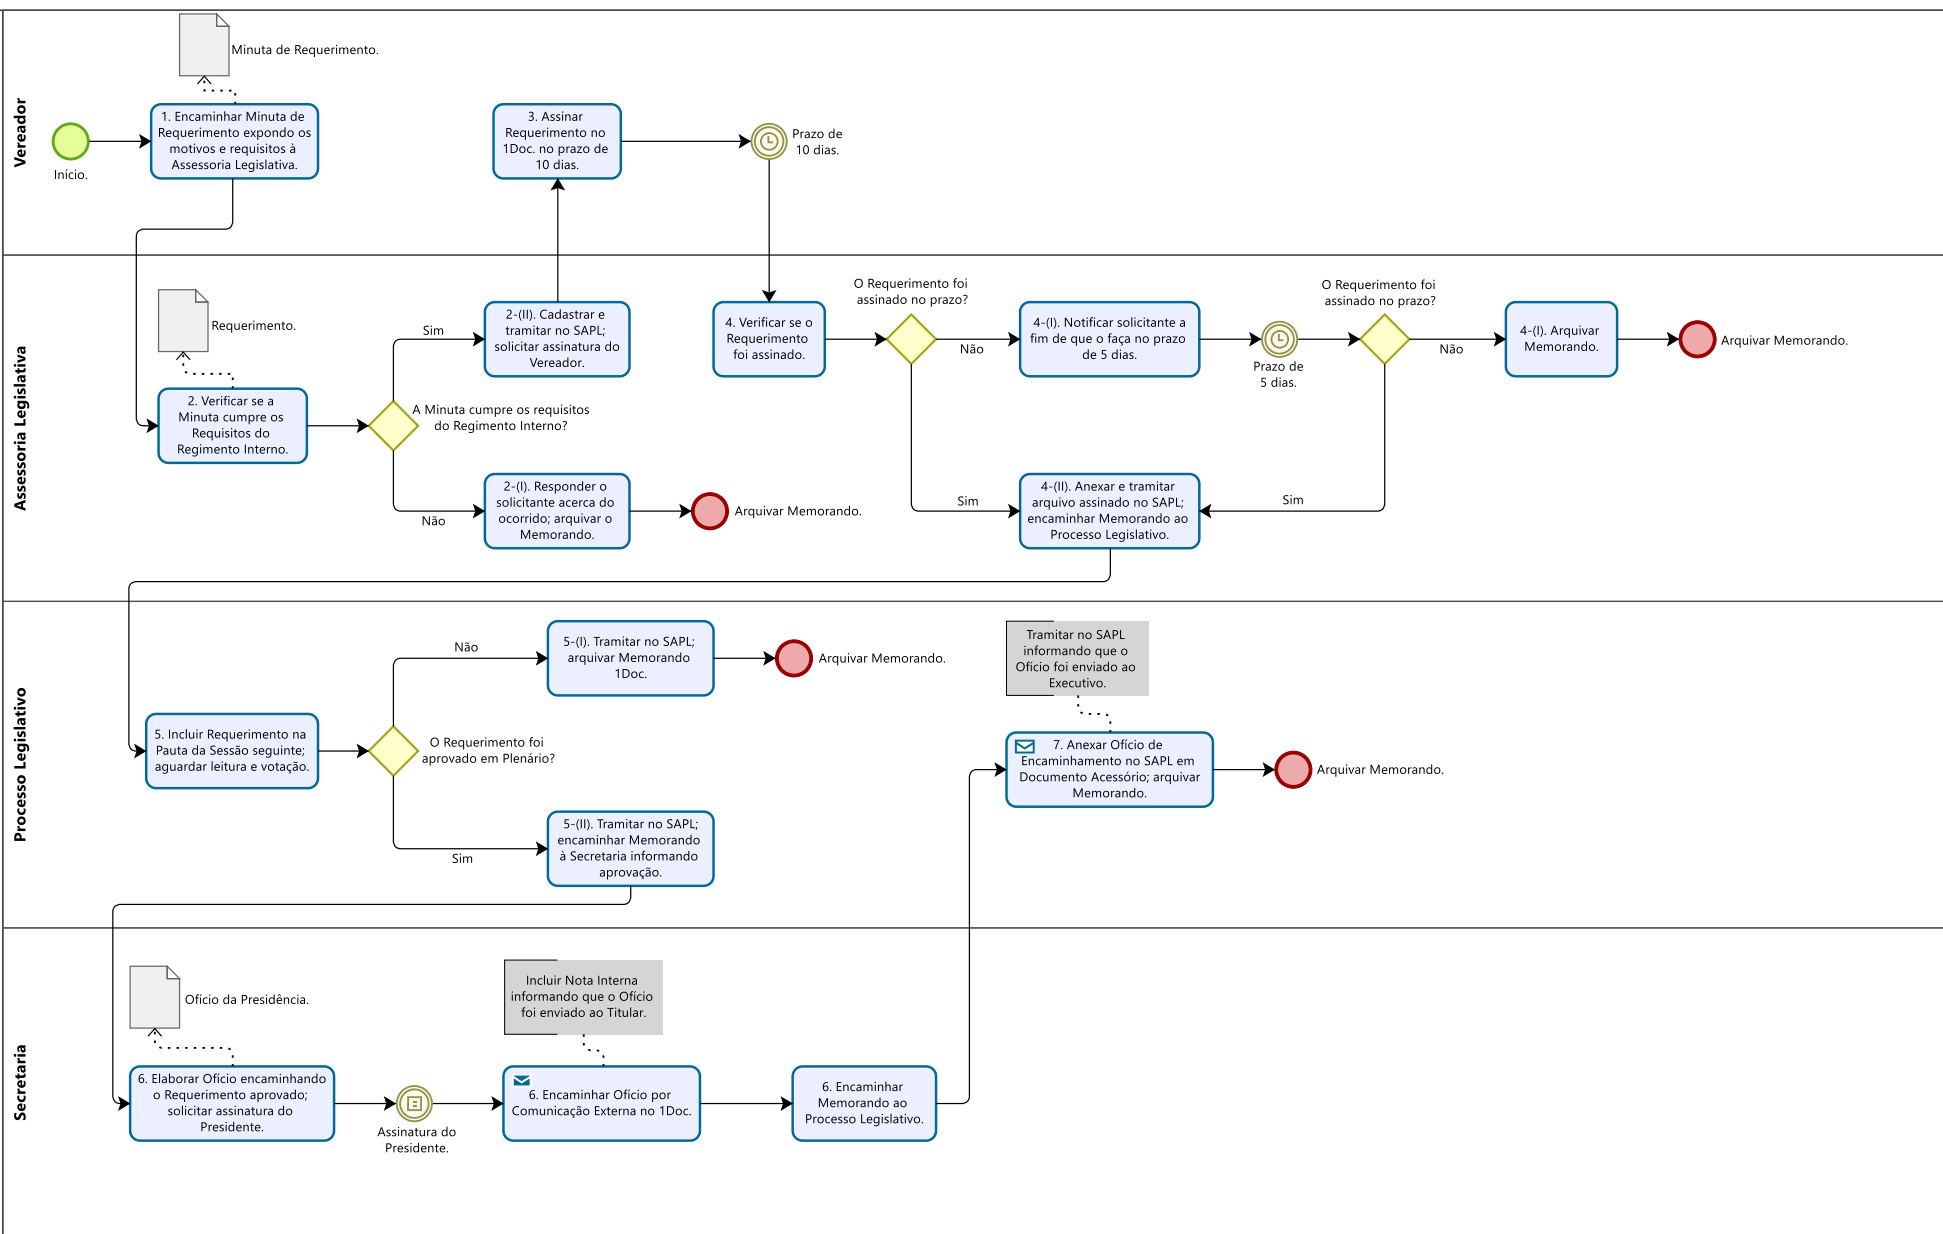 Vereador
Minuta de Requerimento.
Início.
1. Encaminhar Minuta de
Requerimento expondo os
motivos e requisitos à
Assessoria Legislativa.
3. Assinar
Requerimento no
1Doc. no prazo de
10 dias.
Prazo de
10 dias.
Assessoria Legislativa
Requerimento.
2. Verificar se a
Minuta cumpre os
Requisitos do
Regimento Interno.
A Minuta cumpre os requisitos
do Regimento Interno?
Sim
2-(II). Cadastrar e
tramitar no SAPL;
solicitar assinatura do
Vereador.
Não
2-(I). Responder o
solicitante acerca do
ocorrido; arquivar o
Memorando.
Arquivar Memorando.
4. Verificar se o
Requerimento
foi assinado.
O Requerimento foi
assinado no prazo?
Não
4-(I). Notificar solicitante a
fim de que o faça no prazo
de 5 dias.
Prazo de
5 dias.
O Requerimento foi
assinado no prazo?
Não
4-(I). Arquivar
Memorando.
Arquivar Memorando.
Sim
4-(II). Anexar e tramitar
arquivo assinado no SAPL;
encaminhar Memorando ao
Processo Legislativo.
Sim
Processo Legislativo
5. Incluir Requerimento na
Pauta da Sessão seguinte;
aguardar leitura e votação.
O Requerimento foi
aprovado em Plenário?
Não
5-(I). Tramitar no SAPL;
arquivar Memorando
1Doc.
Arquivar Memorando.
Sim
5-(II). Tramitar no SAPL;
encaminhar Memorando
à Secretaria informando
aprovação.
Tramitar no SAPL
informando que o
Ofício foi enviado ao
Executivo.
7. Anexar Ofício de
Encaminhamento no SAPL em
Documento Acessório; arquivar
Memorando.
Arquivar Memorando.
Secretaria
Ofício da Presidência.
6. Elaborar Ofício encaminhando
o Requerimento aprovado;
solicitar assinatura do
Presidente.
Assinatura do
Presidente.
Incluir Nota Interna
informando que o Ofício
foi enviado ao Titular.
6. Encaminhar Ofício por
Comunicação Externa no 1Doc.
6. Encaminhar
Memorando ao
Processo Legislativo.